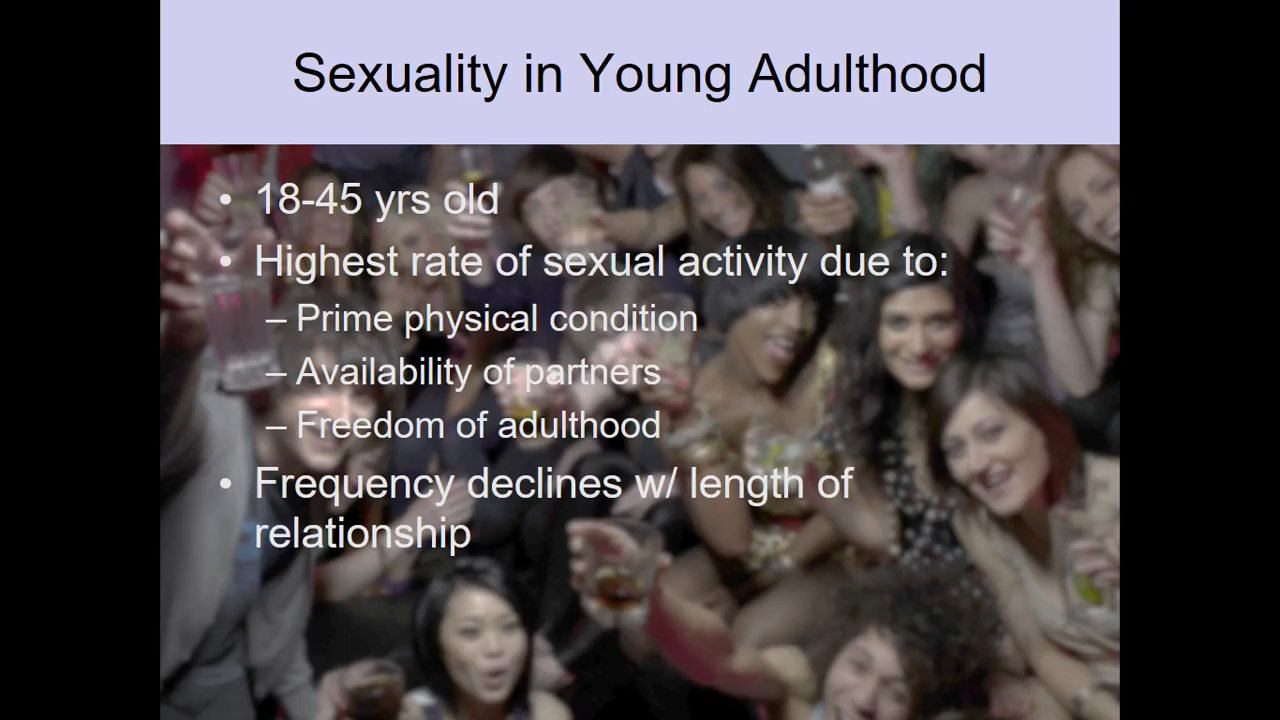 Sexuality in Young Adulthood
• 18-45 yrs old
• Highest rate of sexual activity due to:
– Prime physical condition
– Availability of partners
– Freedom of adulthood
• Frequency declines w/ length of
relationship